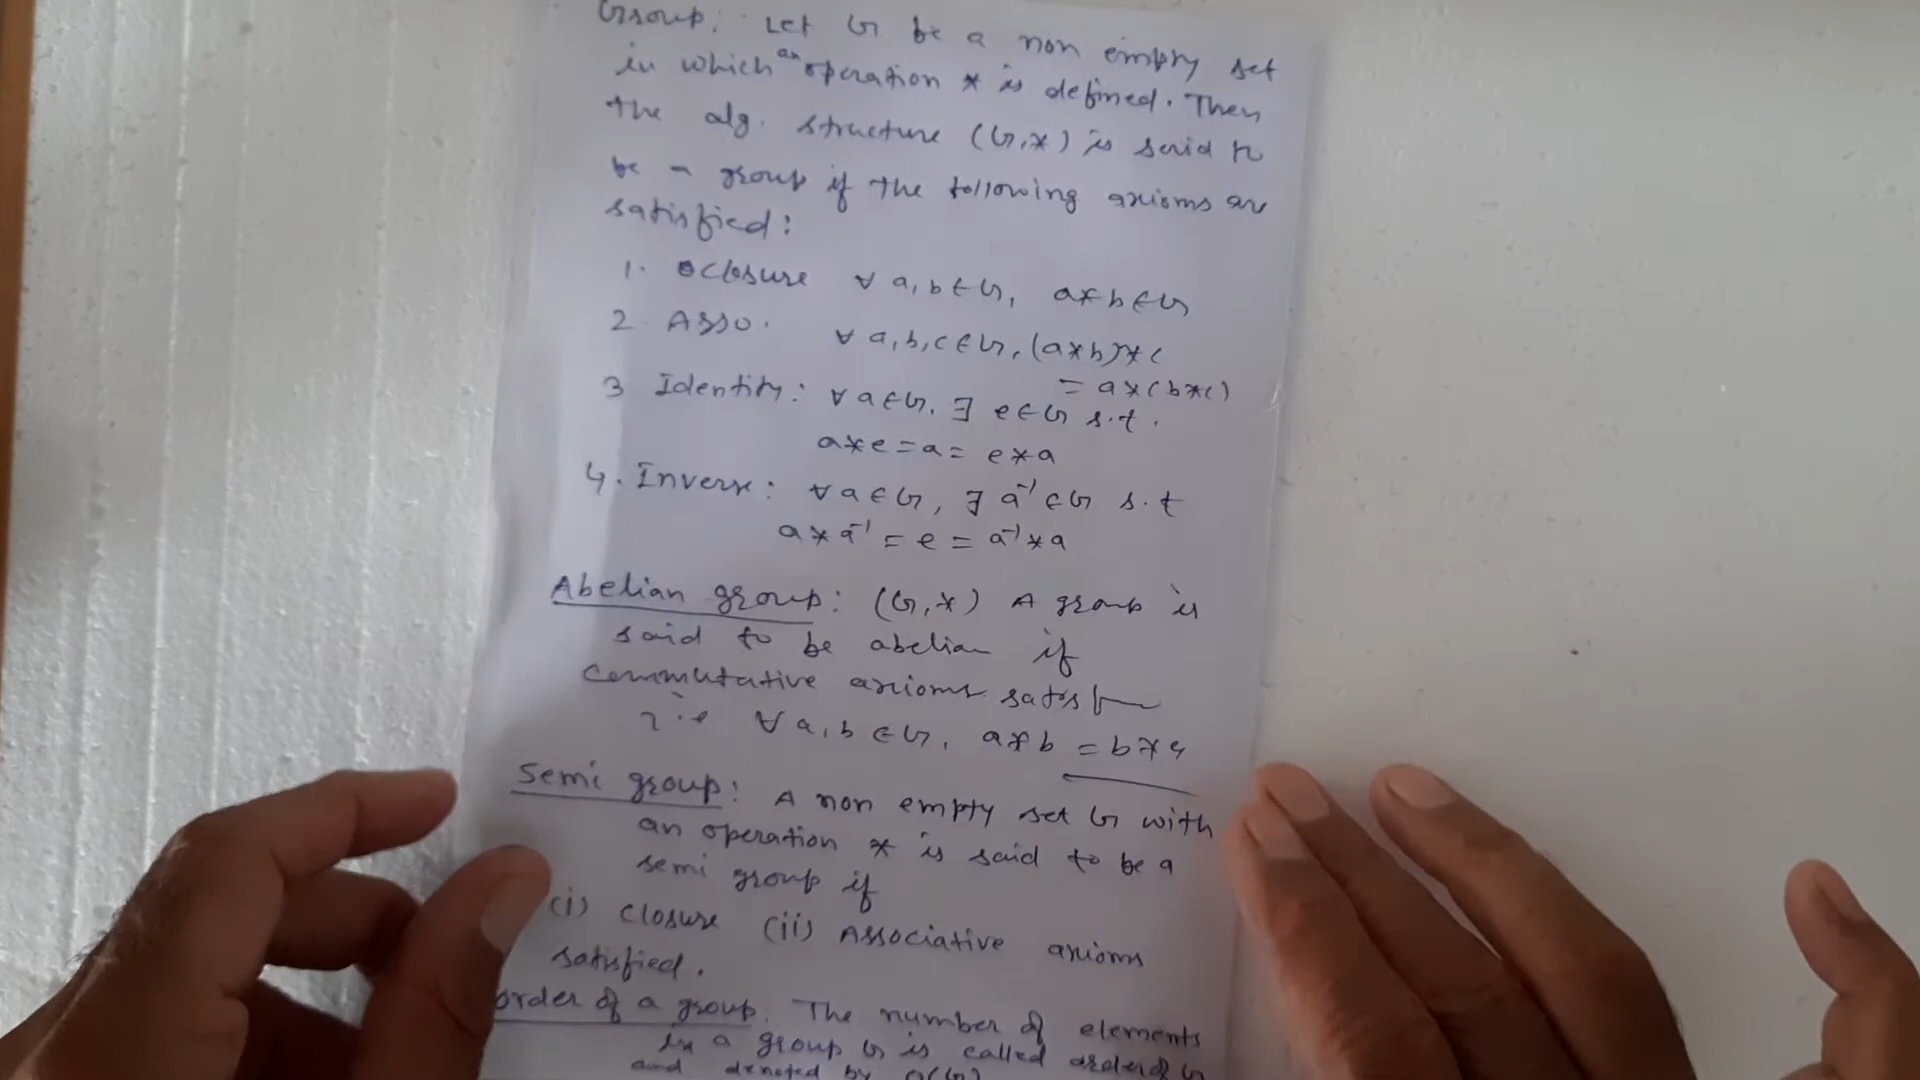 Group: Let G be a non empty set
in which an operation * is defined. Then
the alg. structure (G,*) is said to
be a group if the following axioms are
satisfied:
1. closure ∀ a,b∈G, a*b∈G
2. Asso. ∀ a,b,c∈G, (a*b)*c
= a*(b*c)
3 Identity: ∀ a∈G, ∃ e∈G s.t.
a*e=a=e*a
4. Inverse: ∀ a∈G, ∃ a⁻¹∈G s.t
a*a⁻¹ = e = a⁻¹*a
Abelian group: (G,*) A group is
said to be abelian if
Commutative axioms satisfy
i.e ∀ a,b∈G, a*b = b*a
Semi group: A non empty set G with
an operation * is said to be a
semi group if
(i) closure (ii) Associative axioms
satisfied.
order of a group. The number of elements
in a group G is called order of G
and denoted by o(G)